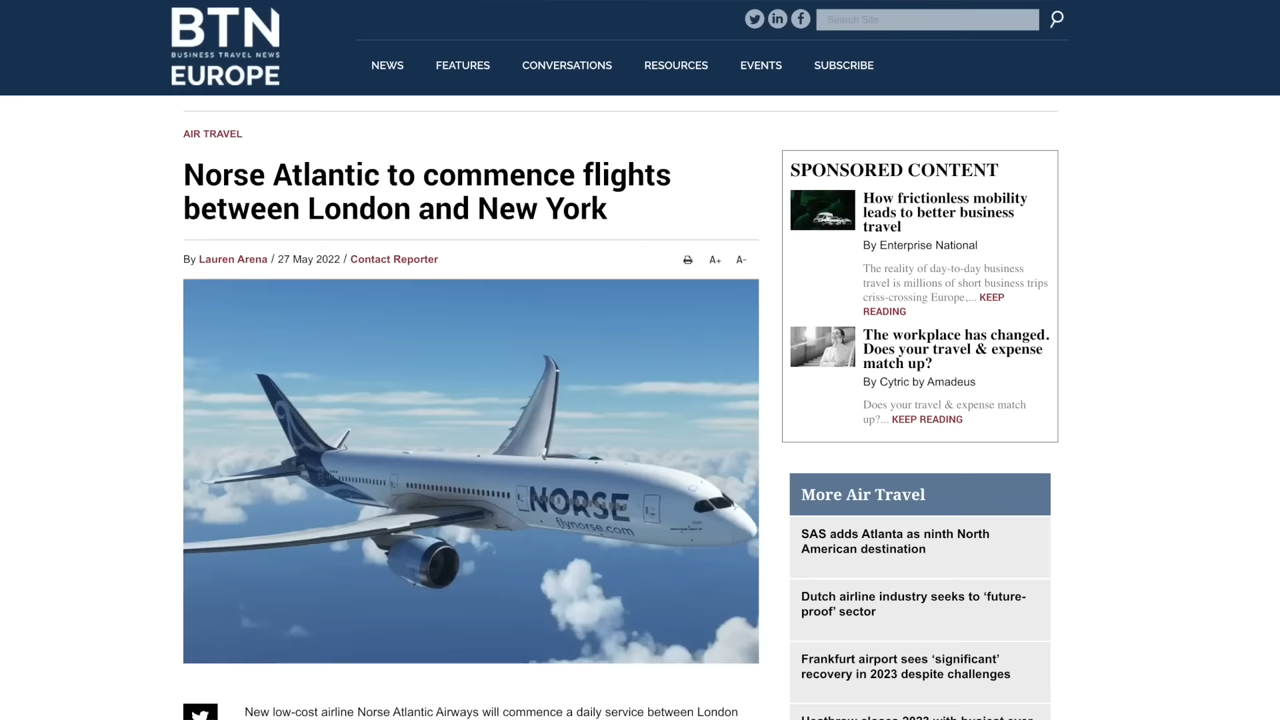 BTN
BUSINESS TRAVEL NEWS
EUROPE
Search Site
NEWS
FEATURES
CONVERSATIONS
RESOURCES
EVENTS
SUBSCRIBE
AIR TRAVEL
Norse Atlantic to commence flights
between London and New York
By Lauren Arena / 27 May 2022 / Contact Reporter
A+
A-
NORSE
flynorse.com
New low-cost airline Norse Atlantic Airways will commence a daily service between London
SPONSORED CONTENT
How frictionless mobility
leads to better business
travel
By Enterprise National
The reality of day-to-day business
travel is millions of short business trips
criss-crossing Europe,... KEEP
READING
The workplace has changed.
Does your travel & expense
match up?
By Cytric by Amadeus
Does your travel & expense match
up?... KEEP READING
More Air Travel
SAS adds Atlanta as ninth North
American destination
Dutch airline industry seeks to ‘future-
proof’ sector
Frankfurt airport sees ‘significant’
recovery in 2023 despite challenges